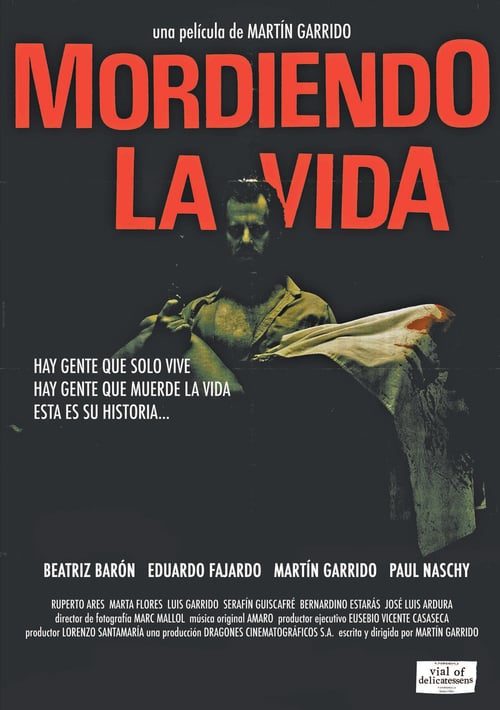 una película de MARTÍN GARRIDO
MORDIENDO
LA VIDA
HAY GENTE QUE SOLO VIVE
HAY GENTE QUE MUERDE LA VIDA
ESTA ES SU HISTORIA...
BEATRIZ BARÓN EDUARDO FAJARDO MARTÍN GARRIDO PAUL NASCHY
RUPERTO ARES MARTA FLORES LUIS GARRIDO SERAFÍN GUISCAFRÉ BERNARDINO ESTARÁS JOSÉ LUIS ARDURA
director de fotografía MARC MALLOL música original AMARO productor ejecutivo EUSEBIO VICENTE CASASECA
productor LORENZO SANTAMARÍA una producción DRAGONES CINEMATOGRÁFICOS S.A. escrita y dirigida por MARTÍN GARRIDO
vial of
delicatessens